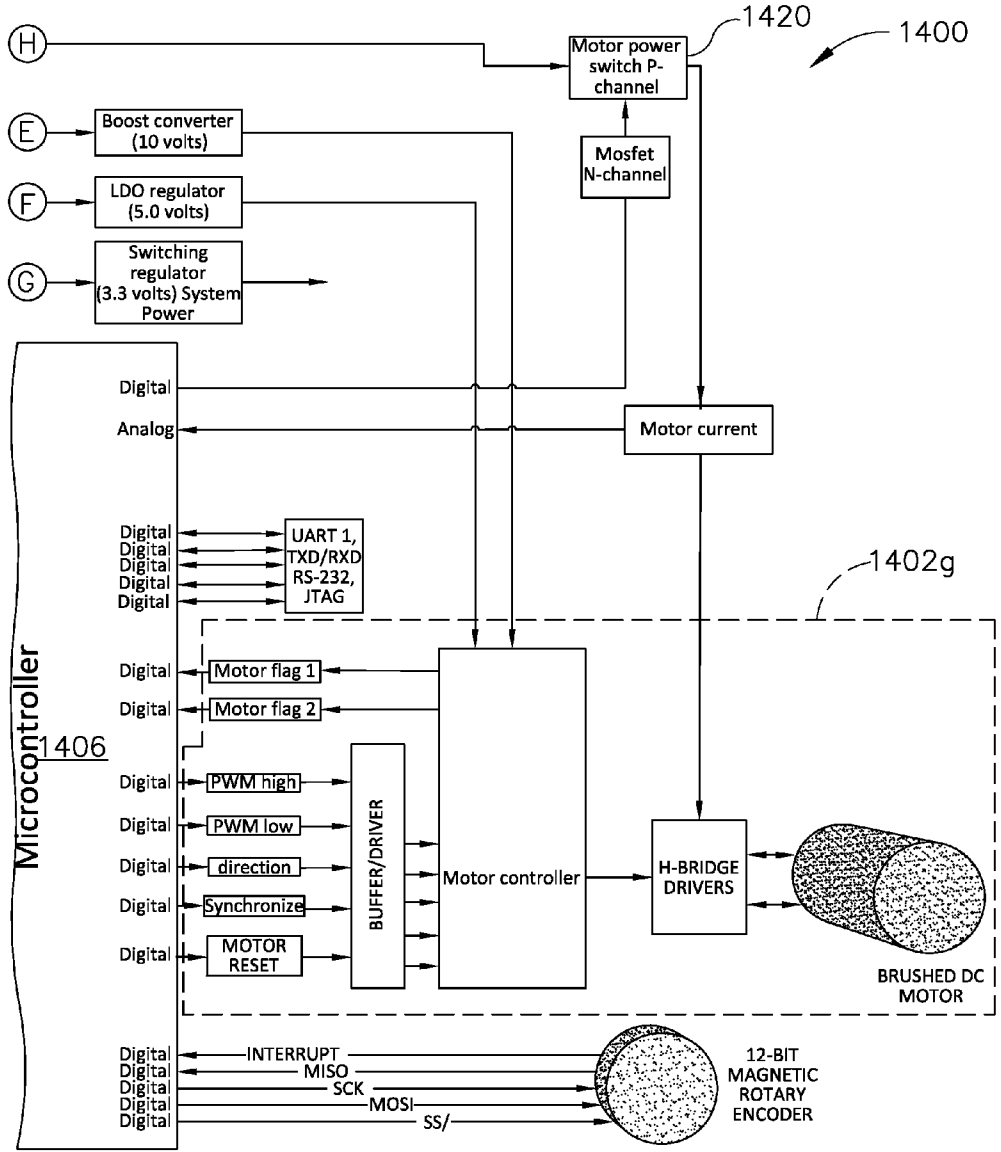 H
Motor power
switch P-
channel
1420
1400
E
Boost converter
(10 volts)
Mosfet
N-channel
F
LDO regulator
(5.0 volts)
G
Switching
regulator
(3.3 volts) System
Power
Digital
Analog
Motor current
Digital
Digital
Digital
Digital
Digital
UART 1,
TXD/RXD
RS-232,
JTAG
1402g
Microcontroller
1406
Digital
Motor flag 1
Digital
Motor flag 2
Digital
PWM high
Digital
PWM low
Digital
direction
Digital
Synchronize
Digital
MOTOR
RESET
BUFFER/DRIVER
Motor controller
H-BRIDGE
DRIVERS
BRUSHED DC
MOTOR
Digital
INTERRUPT
Digital
MISO
Digital
SCK
Digital
MOSI
Digital
SS/
12-BIT
MAGNETIC
ROTARY
ENCODER